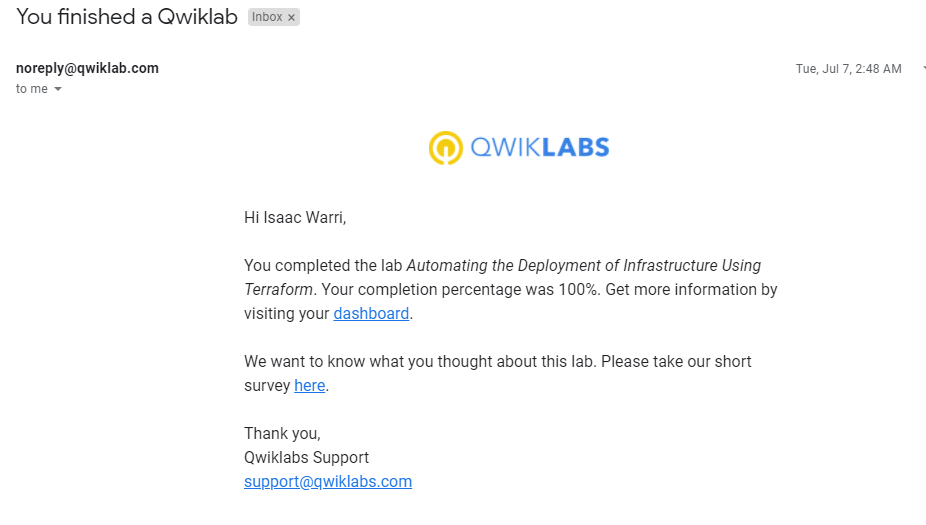 You finished a Qwiklab Inbox x
noreply@qwiklab.com
Tue, Jul 7, 2:48 AM
to me
QWIKLABS
Hi Isaac Warri,
You completed the lab Automating the Deployment of Infrastructure Using
Terraform. Your completion percentage was 100%. Get more information by
visiting your dashboard.
We want to know what you thought about this lab. Please take our short
survey here.
Thank you,
Qwiklabs Support
support@qwiklabs.com